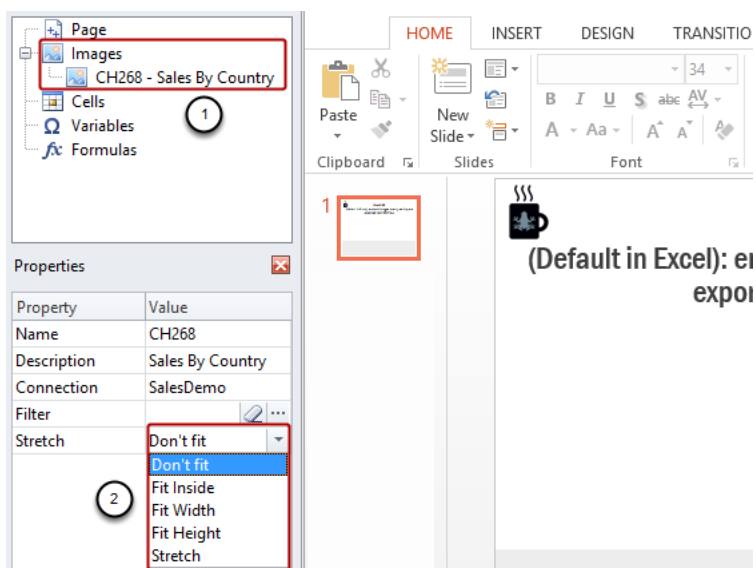 Page
Images
CH268 - Sales By Country
Cells
Ω Variables
fx Formulas
1
Properties
Property Value
Name CH268
Description Sales By Country
Connection SalesDemo
Filter
Stretch Don't fit
Don't fit
Fit Inside
Fit Width
Fit Height
Stretch
2
HOME INSERT DESIGN TRANSITIO
34
Paste
New
Slide
B I U S abc AV
A Aa A A
Clipboard Slides Font
1
(Default in Excel): e
expor